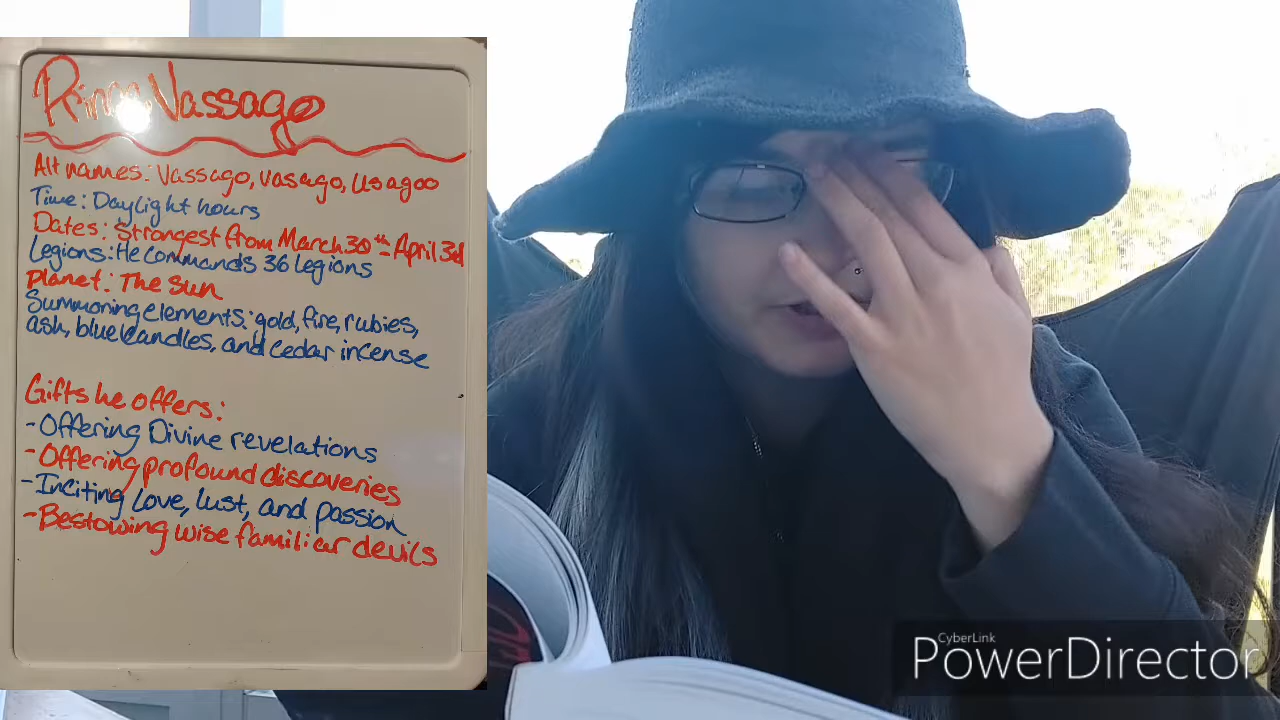 Prince Vassago
Alt names: Vassago, Vasago, Usagoo
Time: Daylight hours
Dates: Strongest from March 30th - April 3rd
Legions: He commands 36 legions
Planet: The Sun
Summoning elements: gold, fire, rubies,
ash, blue candles, and cedar incense
Gifts he offers:
- Offering Divine revelations
- Offering profound discoveries
- Inciting Love, lust, and passion
- Bestowing wise familiar devils
CyberLink
PowerDirector